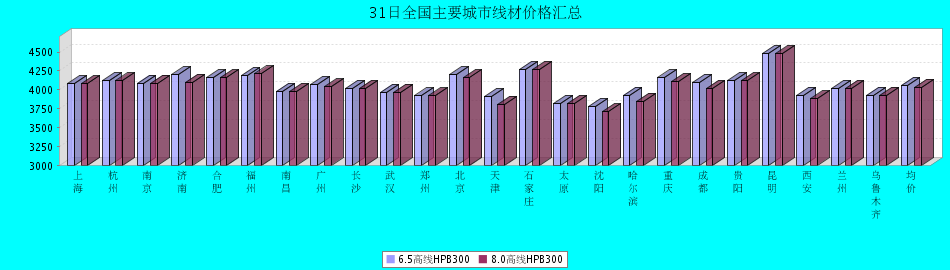 31日全国主要城市线材价格汇总
4500
4250
4000
3750
3500
3250
3000
上海
杭州
南京
济南
合肥
福州
南昌
广州
长沙
武汉
郑州
北京
天津
石家庄
太原
沈阳
哈尔滨
重庆
成都
贵阳
昆明
西安
兰州
乌鲁木齐
均价
6.5高线HPB300
8.0高线HPB300